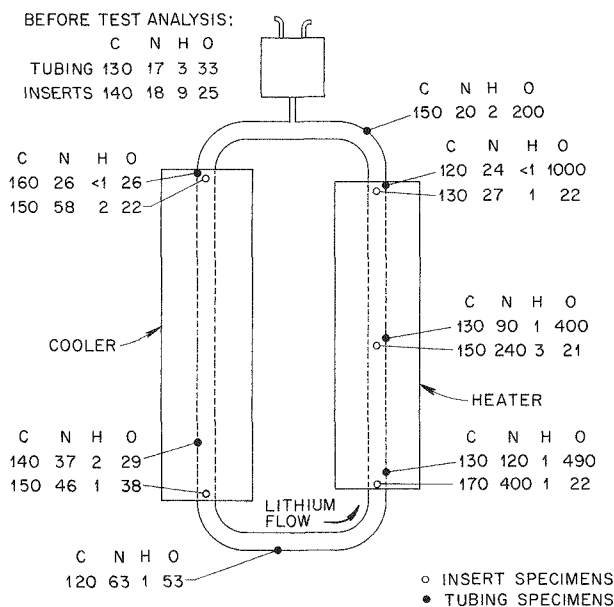 BEFORE TEST ANALYSIS:
C N H O
TUBING 130 17 3 33
INSERTS 140 18 9 25
C N H O
150 20 2 200
C N H O
160 26 <1 26
150 58 2 22
C N H O
120 24 <1 1000
130 27 1 22
C N H O
130 90 1 400
150 240 3 21
COOLER
HEATER
C N H O
140 37 2 29
150 46 1 38
C N H O
130 120 1 490
170 400 1 22
LITHIUM
FLOW
C N H O
120 63 1 53
INSERT SPECIMENS
TUBING SPECIMENS